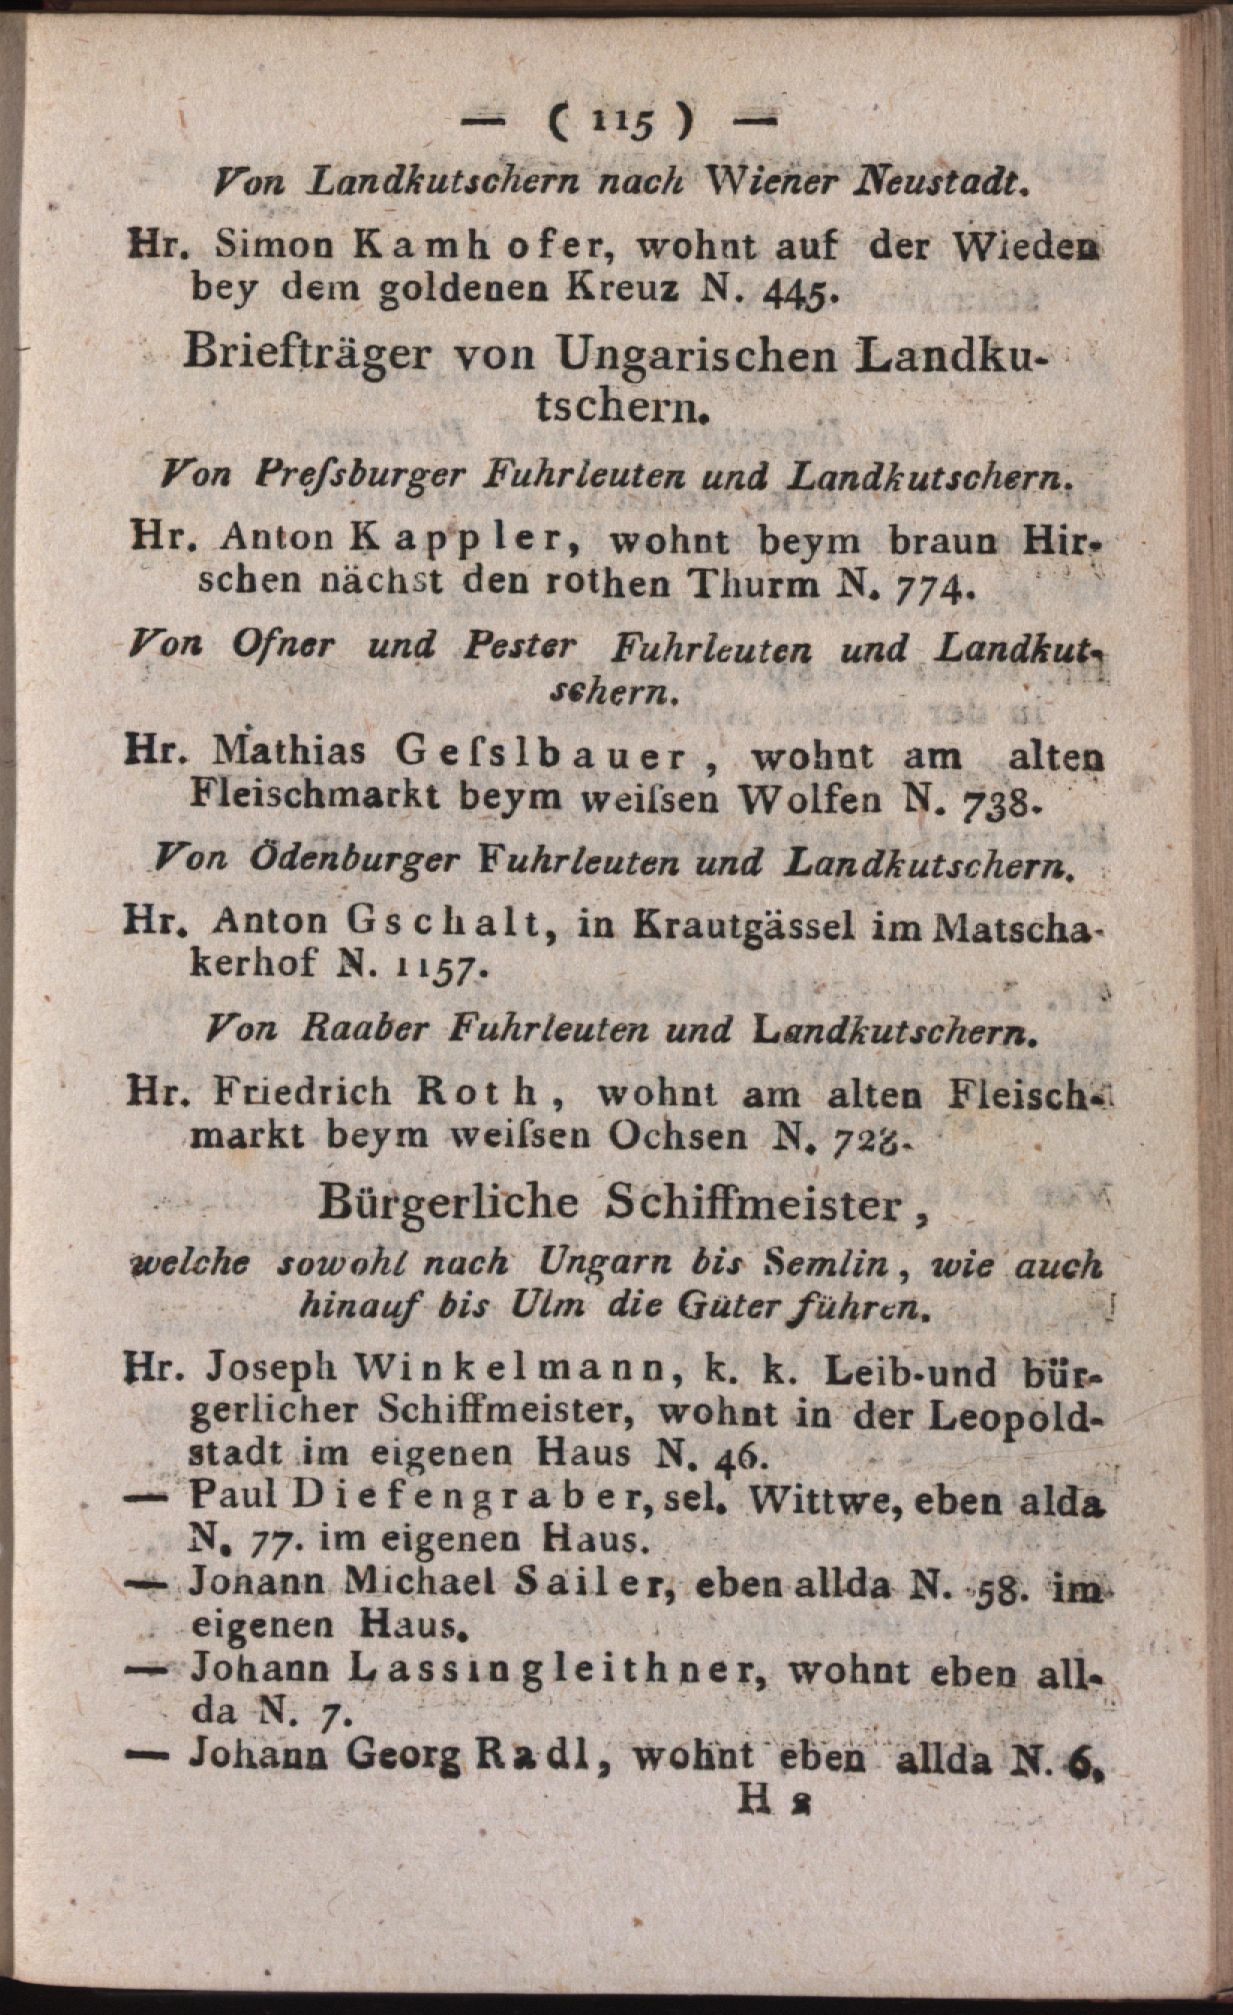 — ( 115 ) —
Von Landkutschern nach Wiener Neustadt.
Hr. Simon Kamhofer, wohnt auf der Wieden
bey dem goldenen Kreuz N. 445.
Briefträger von Ungarischen Landku-
tschern.
Von Preſsburger Fuhrleuten und Landkutschern.
Hr. Anton Kappler, wohnt beym braun Hir-
schen nächst den rothen Thurm N. 774.
Von Ofner und Pester Fuhrleuten und Landkut-
schern.
Hr. Mathias Geſslbauer, wohnt am alten
Fleischmarkt beym weiſsen Wolfen N. 738.
Von Ödenburger Fuhrleuten und Landkutschern.
Hr. Anton Gschalt, in Krautgässel im Matscha-
kerhof N. 1157.
Von Raaber Fuhrleuten und Landkutschern.
Hr. Friedrich Roth, wohnt am alten Fleisch-
markt beym weiſsen Ochsen N. 728.
Bürgerliche Schiffmeister,
welche sowohl nach Ungarn bis Semlin, wie auch
hinauf bis Ulm die Güter führen.
Hr. Joseph Winkelmann, k. k. Leib-und bür-
gerlicher Schiffmeister, wohnt in der Leopold-
stadt im eigenen Haus N. 46.
— Paul Diefengraber, sel. Wittwe, eben alda
N. 77. im eigenen Haus.
— Johann Michael Sailer, eben allda N. 58. im
eigenen Haus.
— Johann Lassingleithner, wohnt eben all-
da N. 7.
— Johann Georg Radl, wohnt eben allda N. 6.
H 2